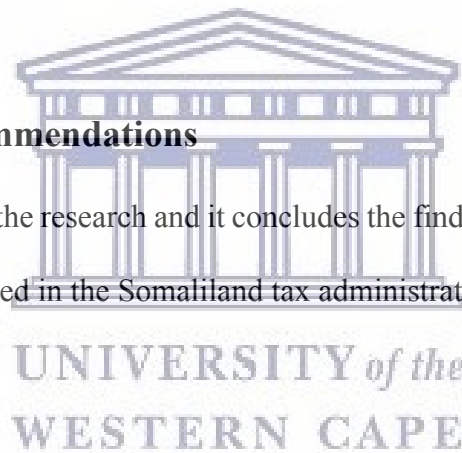 mmendations
the research and it concludes the find
ed in the Somaliland tax administrat
UNIVERSITY of the
WESTERN CAPE